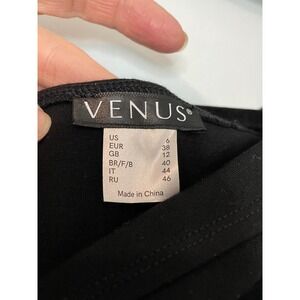 VENUS®
US 6
EUR 38
GB 12
BR/F/B 40
IT 44
RU 46
Made in China